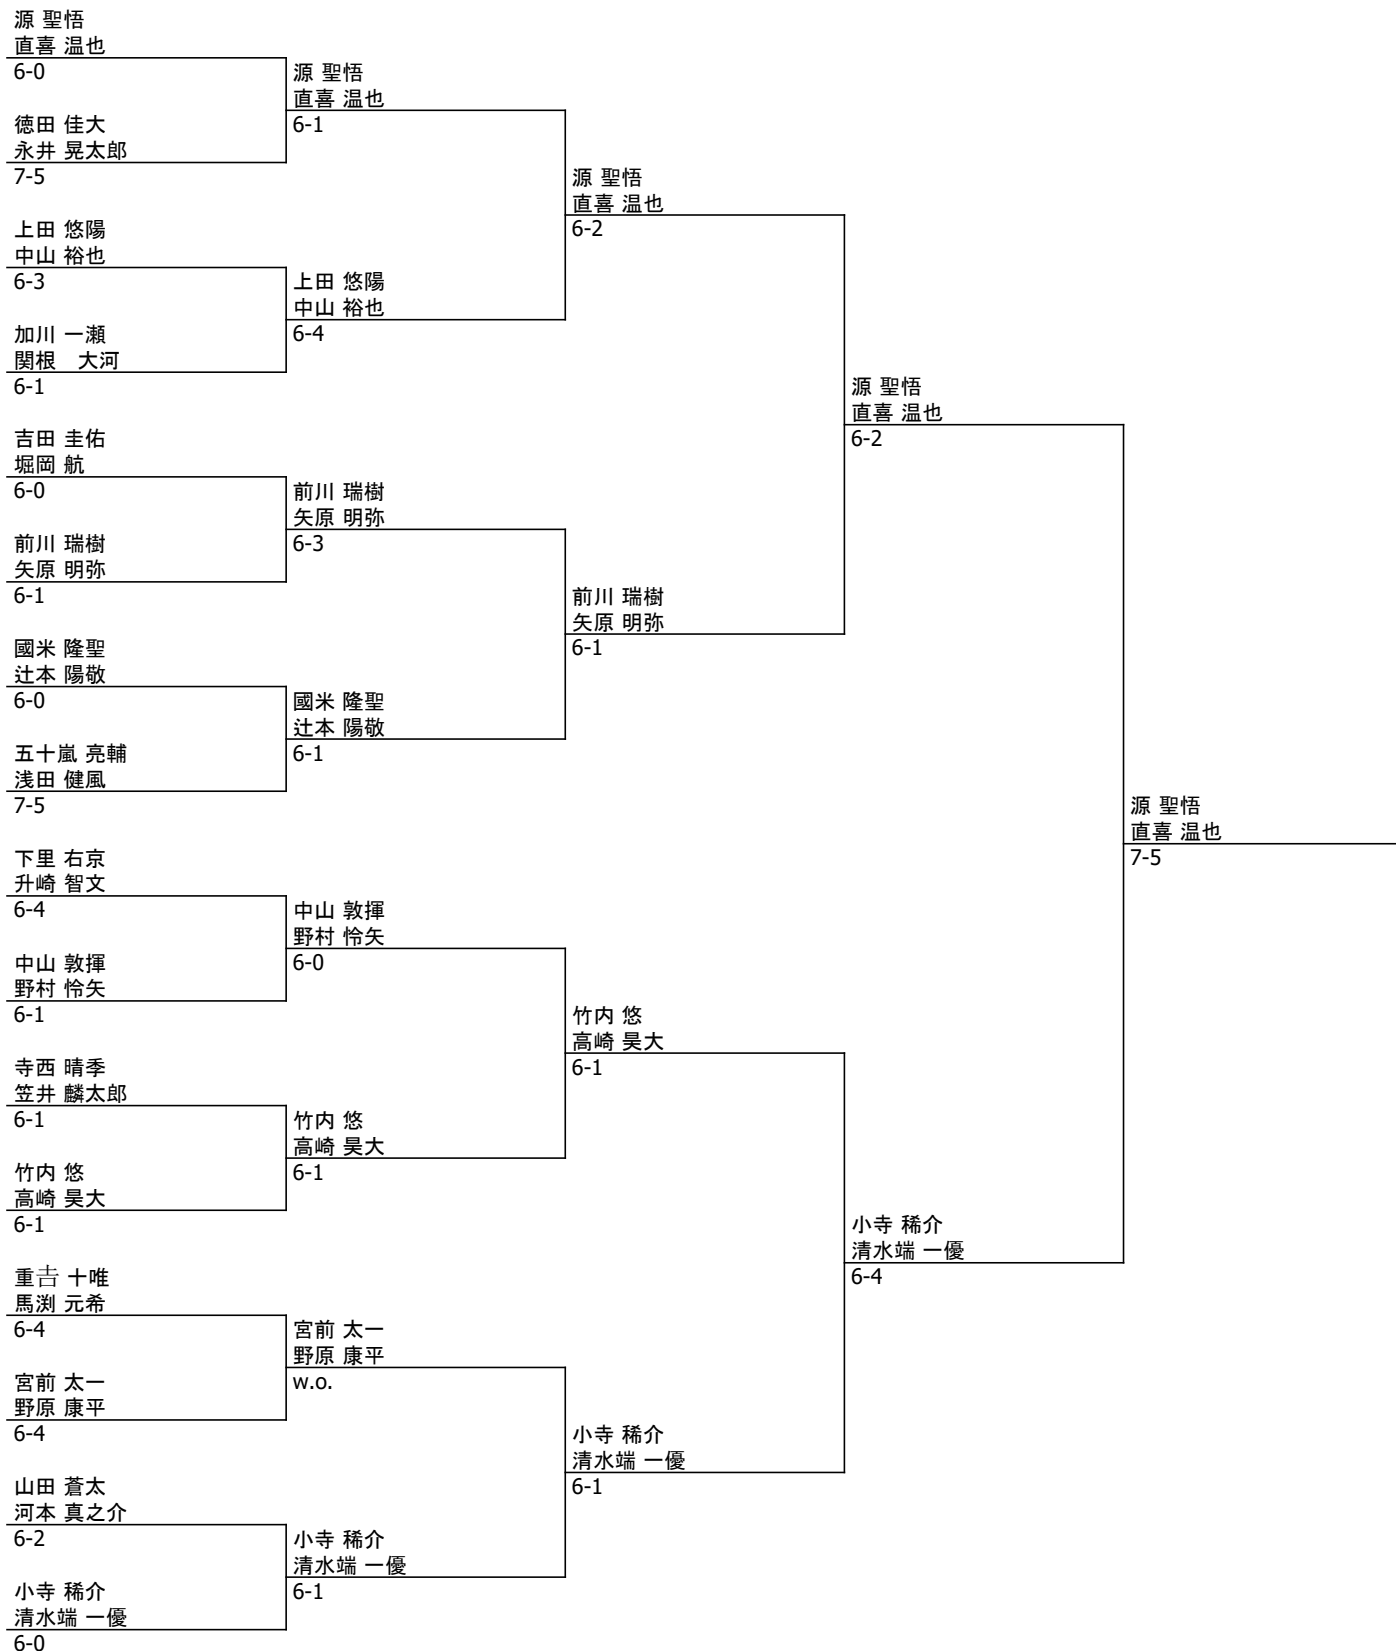 源 聖悟
直喜 温也
6-0
徳田 佳大
永井 晃太郎
7-5
上田 悠陽
中山 裕也
6-3
加川 一瀬
関根　大河
6-1
吉田 圭佑
堀岡 航
6-0
前川 瑞樹
矢原 明弥
6-1
國米 隆聖
辻本 陽敬
6-0
五十嵐 亮輔
浅田 健風
7-5
下里 右京
升崎 智文
6-4
中山 敦揮
野村 怜矢
6-1
寺西 晴季
笠井 麟太郎
6-1
竹内 悠
高崎 昊大
6-1
重𠮷 十唯
馬渕 元希
6-4
宮前 太一
野原 康平
6-4
山田 蒼太
河本 真之介
6-2
小寺 稀介
清水端 一優
6-0
源 聖悟
直喜 温也
6-1
上田 悠陽
中山 裕也
6-4
前川 瑞樹
矢原 明弥
6-3
國米 隆聖
辻本 陽敬
6-1
中山 敦揮
野村 怜矢
6-0
竹内 悠
高崎 昊大
6-1
宮前 太一
野原 康平
w.o.
小寺 稀介
清水端 一優
6-1
源 聖悟
直喜 温也
6-2
前川 瑞樹
矢原 明弥
6-1
竹内 悠
高崎 昊大
6-1
小寺 稀介
清水端 一優
6-1
源 聖悟
直喜 温也
6-2
小寺 稀介
清水端 一優
6-4
源 聖悟
直喜 温也
7-5